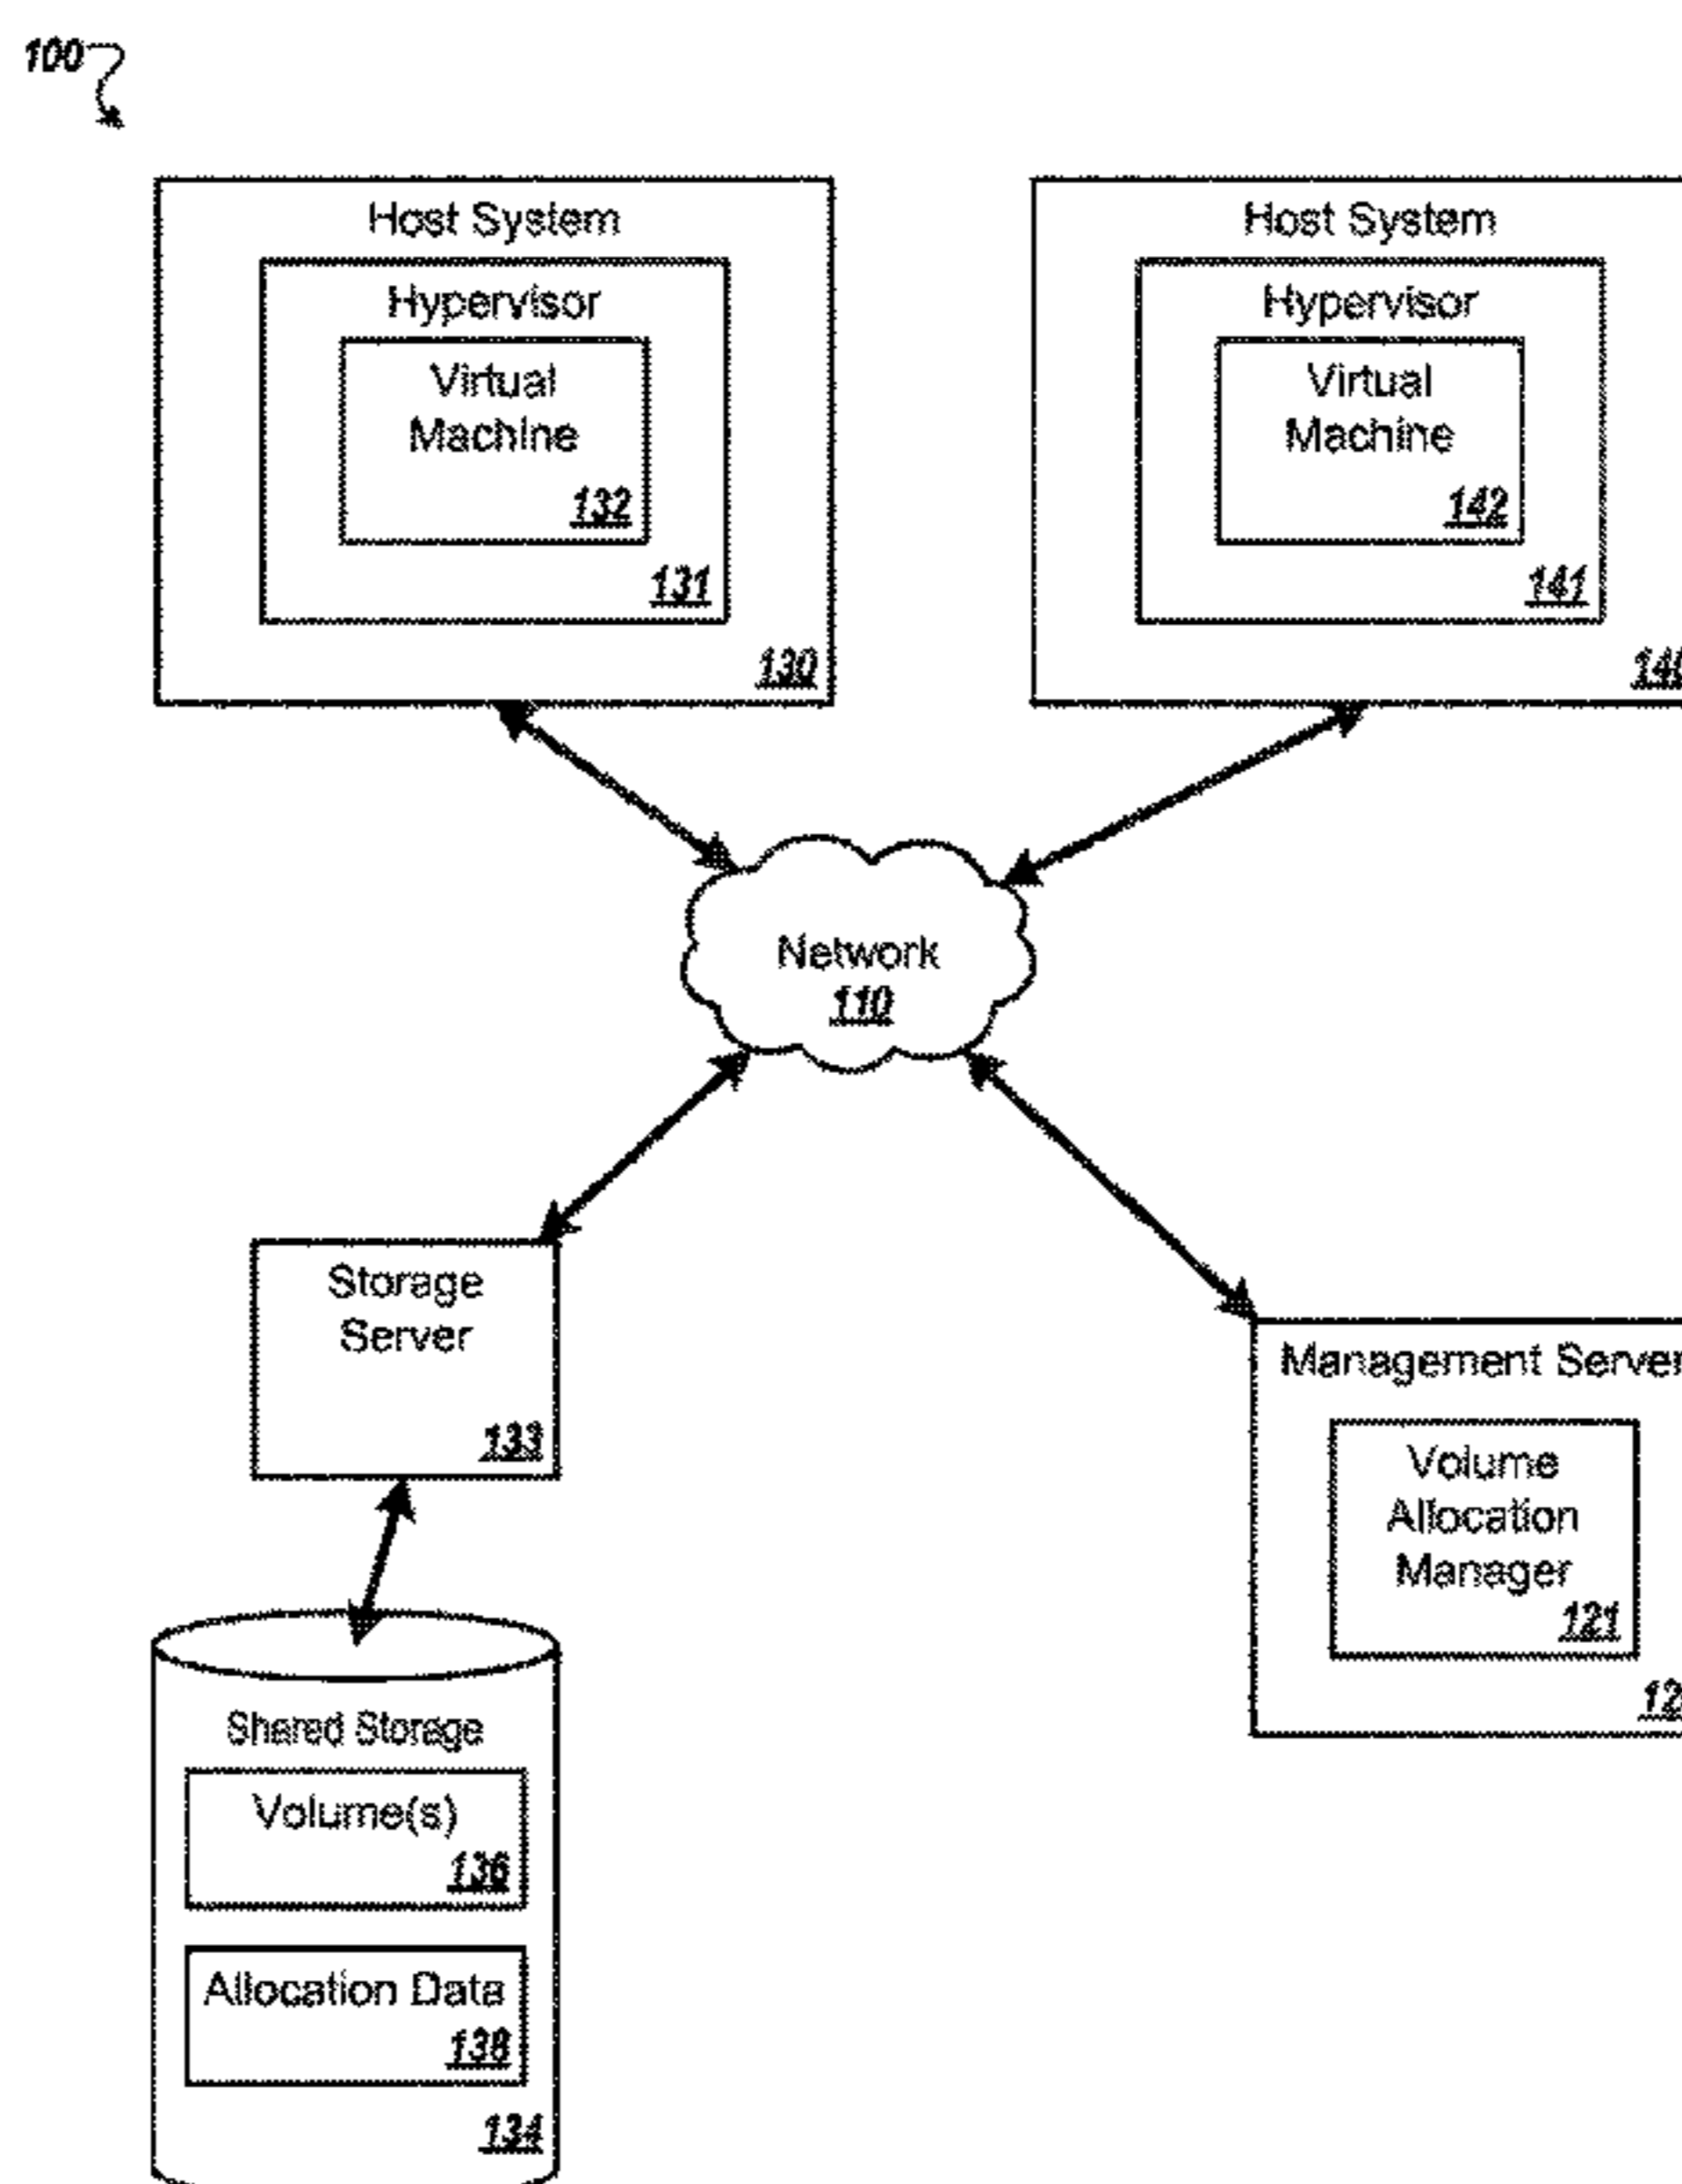 100
Host System
Hypervisor
Virtual
Machine
132
131
130
Host System
Hypervisor
Virtual
Machine
142
141
Network
110
Storage
Server
133
Management Server
Volume
Allocation
Manager
121
Shared Storage
Volume(s)
136
Allocation Data
138
134